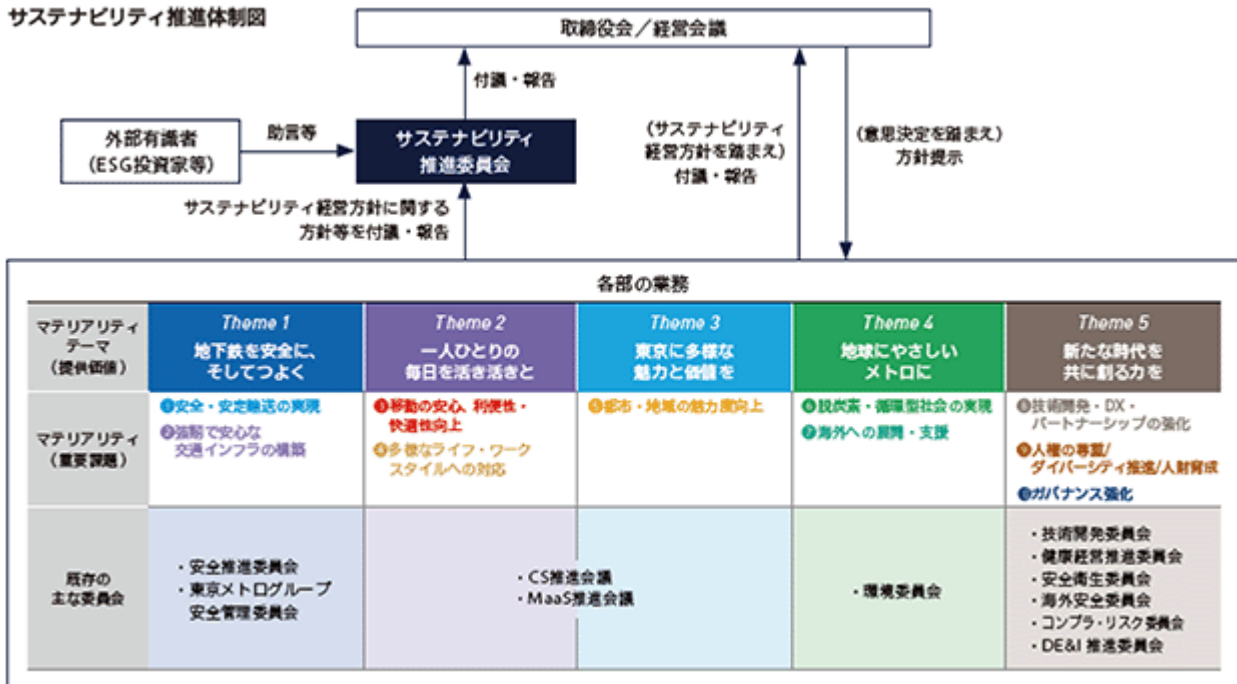 サステナビリティ推進体制図
取締役会／経営会議
付議・報告
外部有識者
（ESG投資家等）
助言等
サステナビリティ
推進委員会
（サステナビリティ
経営方針を踏まえ）
付議・報告
（意思決定を踏まえ）
方針提示
サステナビリティ経営方針に関する
方針等を付議・報告
各部の業務
マテリアリティ
テーマ
（提供価値）
Theme 1
地下鉄を安全に、
そしてつよく
Theme 2
一人ひとりの
毎日を活き活きと
Theme 3
東京に多様な
魅力と価値を
Theme 4
地球にやさしい
メトロに
Theme 5
新たな時代を
共に創る力を
マテリアリティ
（重要課題）
❶安全・安定輸送の実現
❷強靭で安心な
交通インフラの構築
❸移動の安心、利便性・
快適性向上
❹多様なライフ・ワーク
スタイルへの対応
❺都市・地域の魅力度向上
❻脱炭素・循環型社会の実現
❼海外への展開・支援
❽技術開発・DX・
パートナーシップの強化
❾人権の尊重/
ダイバーシティ推進/人財育成
❿ガバナンス強化
既存の
主な委員会
・安全推進委員会
・東京メトログループ
安全管理委員会
・CS推進会議
・MaaS推進会議
・環境委員会
・技術開発委員会
・健康経営推進委員会
・安全衛生委員会
・海外安全委員会
・コンプラ・リスク委員会
・DE&I 推進委員会